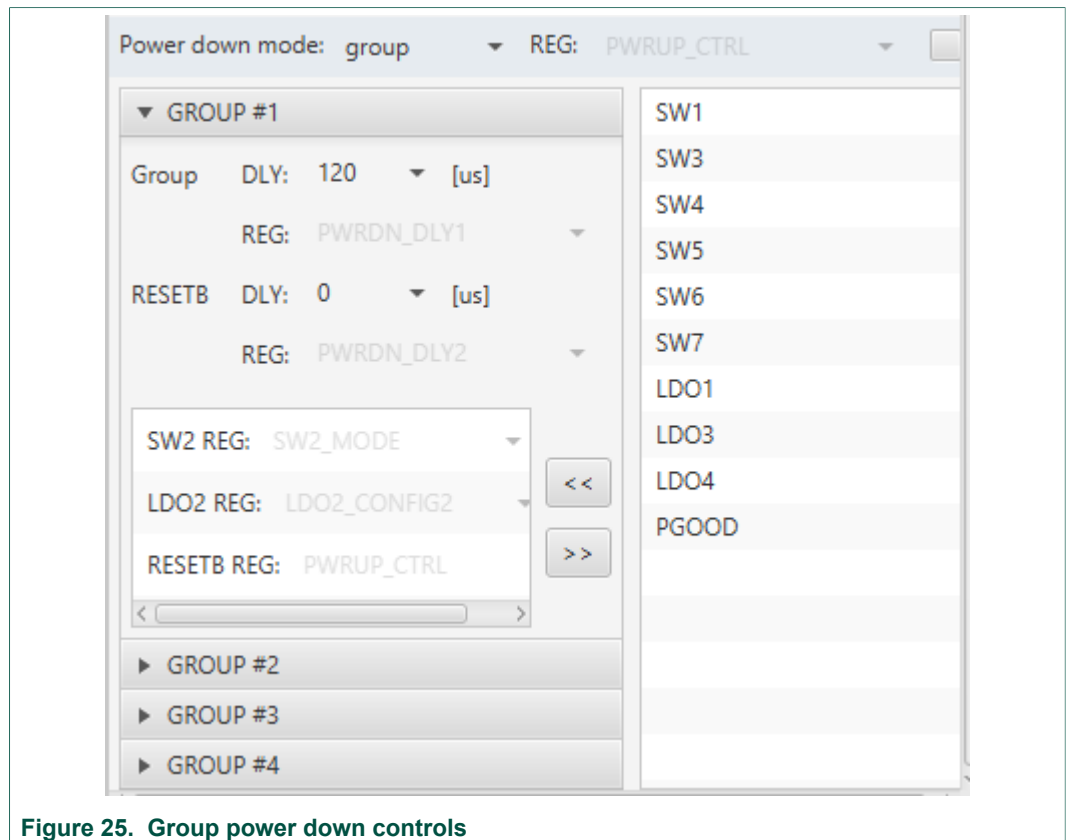 Power down mode: group REG: PWRUP_CTRL
GROUP #1
Group DLY: 120 [us]
REG: PWRDN_DLY1
RESETB DLY: 0 [us]
REG: PWRDN_DLY2
SW2 REG: SW2_MODE
LDO2 REG: LDO2_CONFIG2
RESETB REG: PWRUP_CTRL
<<
>>
GROUP #2
GROUP #3
GROUP #4
SW1
SW3
SW4
SW5
SW6
SW7
LDO1
LDO3
LDO4
PGOOD
Figure 25. Group power down controls